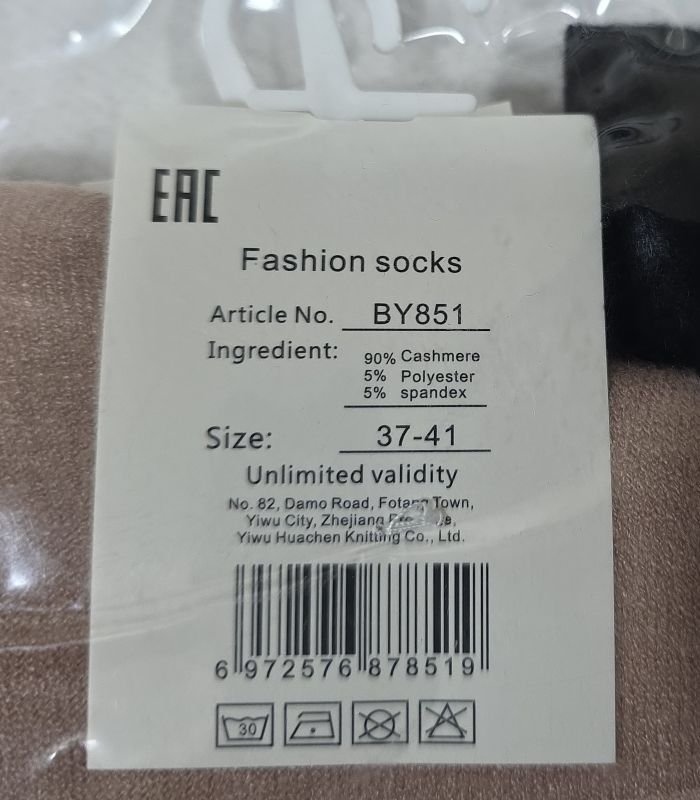 EAC
Fashion socks
Article No. BY851
Ingredient: 90% Cashmere
5% Polyester
5% spandex
Size: 37-41
Unlimited validity
No. 82, Damo Road, Fotang Town,
Yiwu City, Zhejiang
Yiwu Huachen Knitting Co., Ltd.
6 972576 878519
30